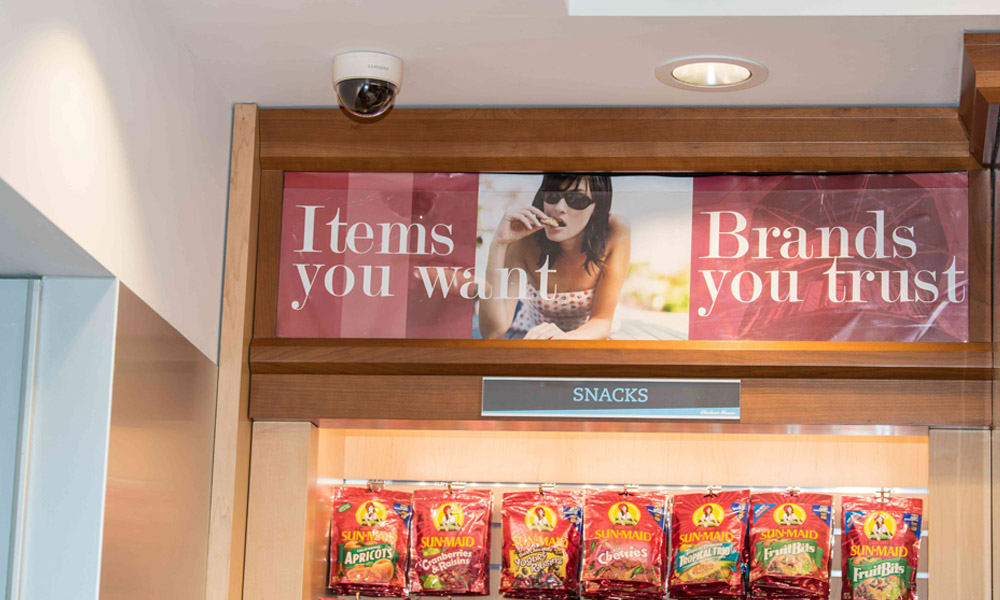 SAMSUNG
Items
you want
Brands
you trust
SNACKS
SUN-MAID
APRICOTS
SUN-MAID
Cranberries
& Raisins
SUN-MAID
SUN-MAID
Cherries
SUN-MAID
TROPICAL TRIO
SUN-MAID
FruitBits
SUN-MAID
FruitBits